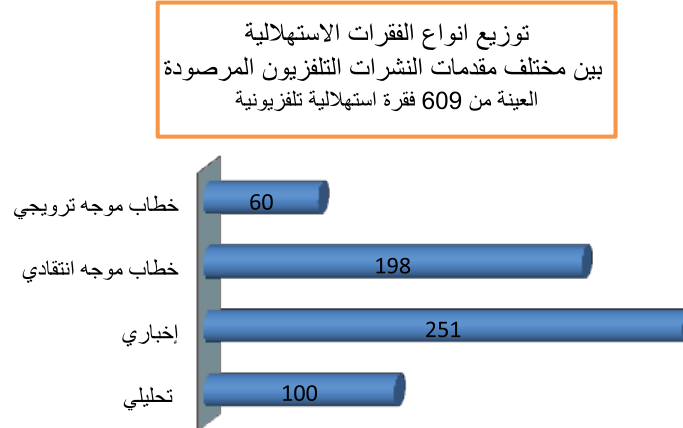 توزيع انواع الفقرات الاستهلالية
بين مختلف مقدمات النشرات التلفزيون المرصودة
العينة من 609 فقرة استهلالية تلفزيونية
خطاب موجه ترويجي
60
خطاب موجه انتقادي
198
إخباري
251
تحليلي
100